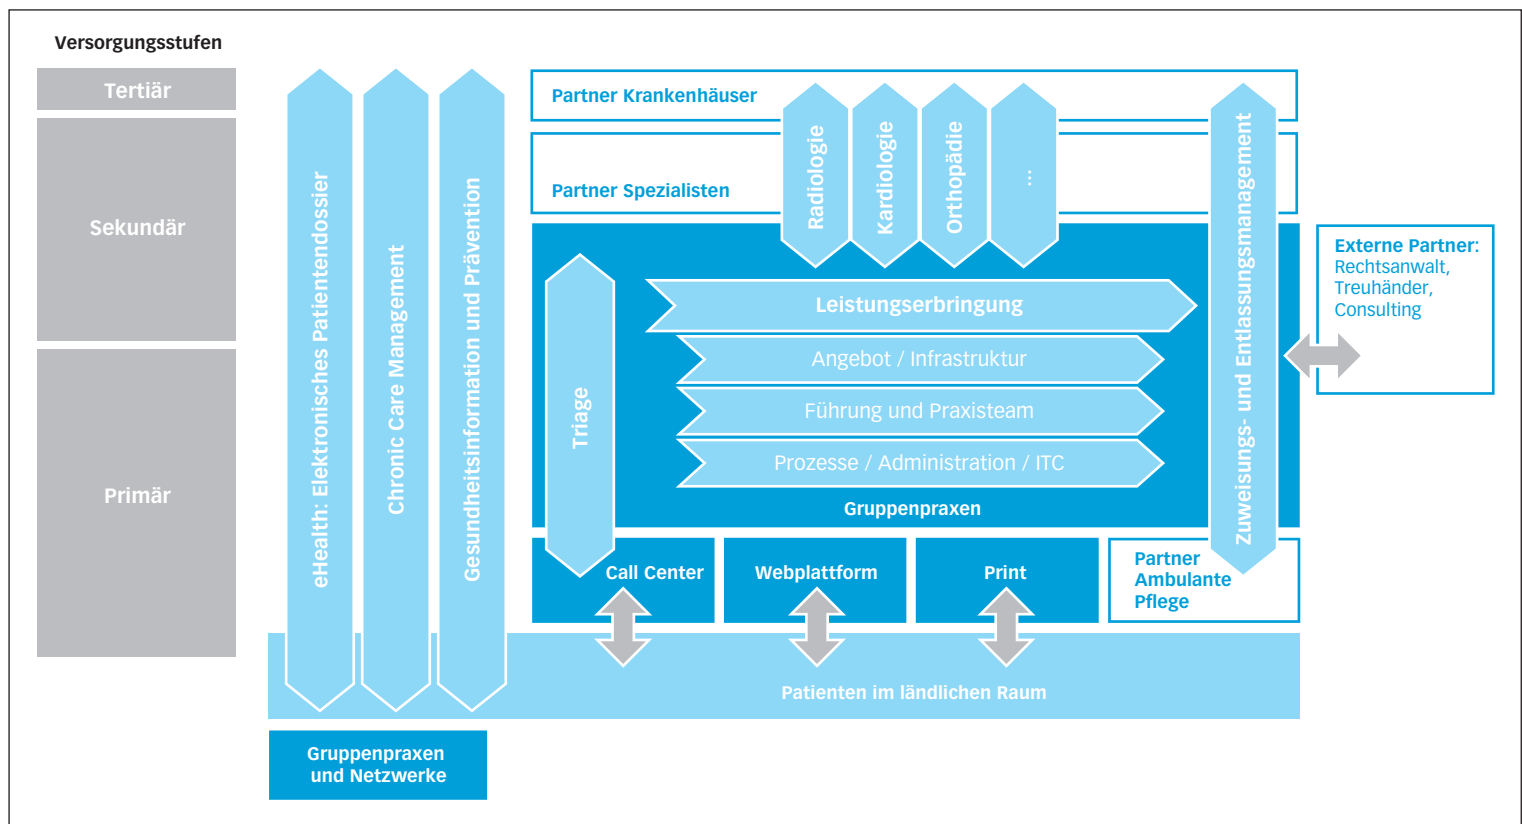 Versorgungsstufen
Tertiär
Sekundär
Primär
eHealth: Elektronisches Patientendossier
Chronic Care Management
Gesundheitsinformation und Prävention
Partner Krankenhäuser
Partner Spezialisten
Radiologie
Kardiologie
Orthopädie
...
Zuweisungs- und Entlassungsmanagement
Triage
Leistungserbringung
Angebot / Infrastruktur
Führung und Praxisteam
Prozesse / Administration / ITC
Gruppenpraxen
Externe Partner:
Rechtsanwalt,
Treuhänder,
Consulting
Call Center
Webplattform
Print
Partner
Ambulante
Pflege
Patienten im ländlichen Raum
Gruppenpraxen
und Netzwerke